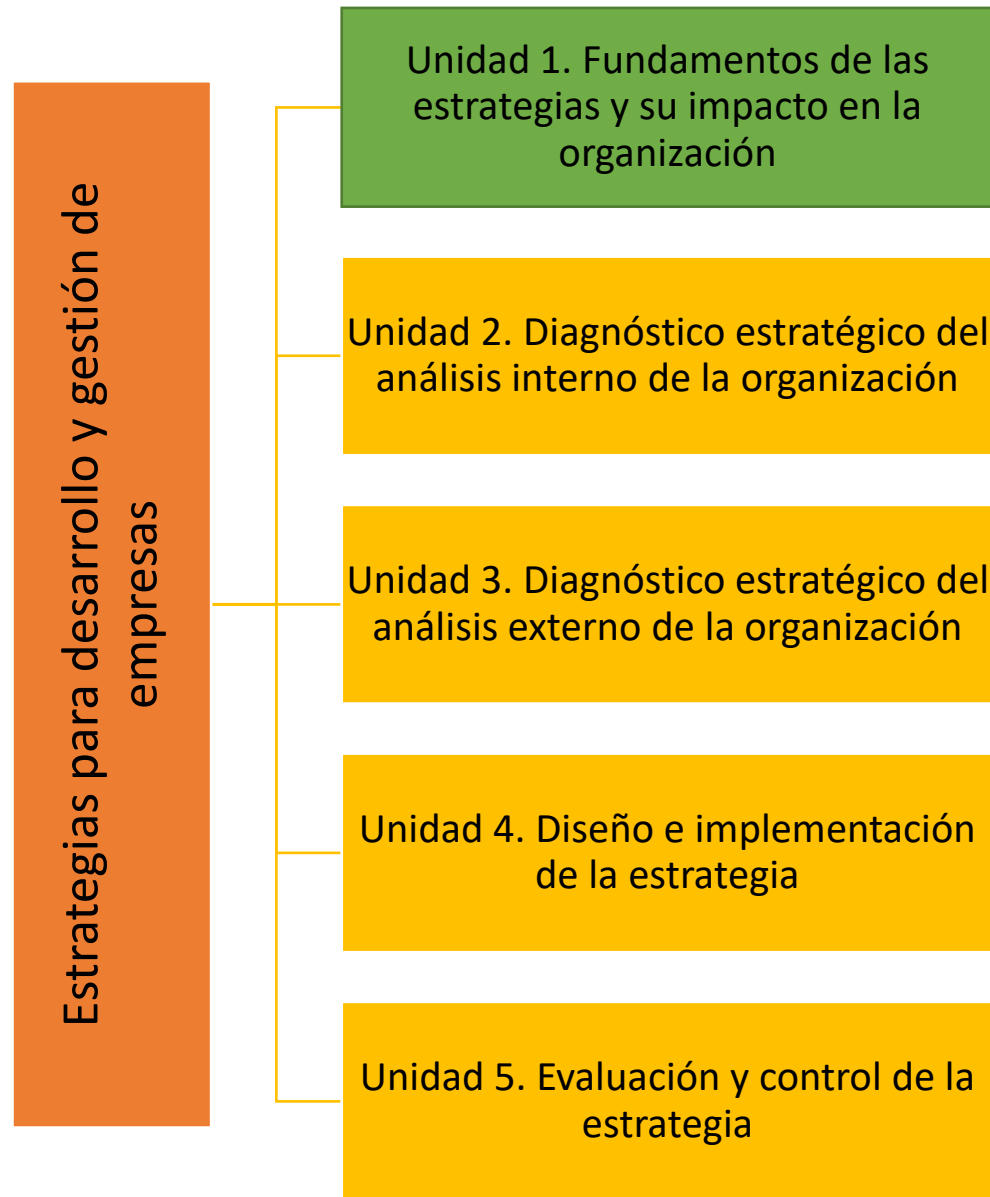 Estrategias para desarrollo y gestión de
empresas
Unidad 1. Fundamentos de las
estrategias y su impacto en la
organización
Unidad 2. Diagnóstico estratégico del
análisis interno de la organización
Unidad 3. Diagnóstico estratégico del
análisis externo de la organización
Unidad 4. Diseño e implementación
de la estrategia
Unidad 5. Evaluación y control de la
estrategia